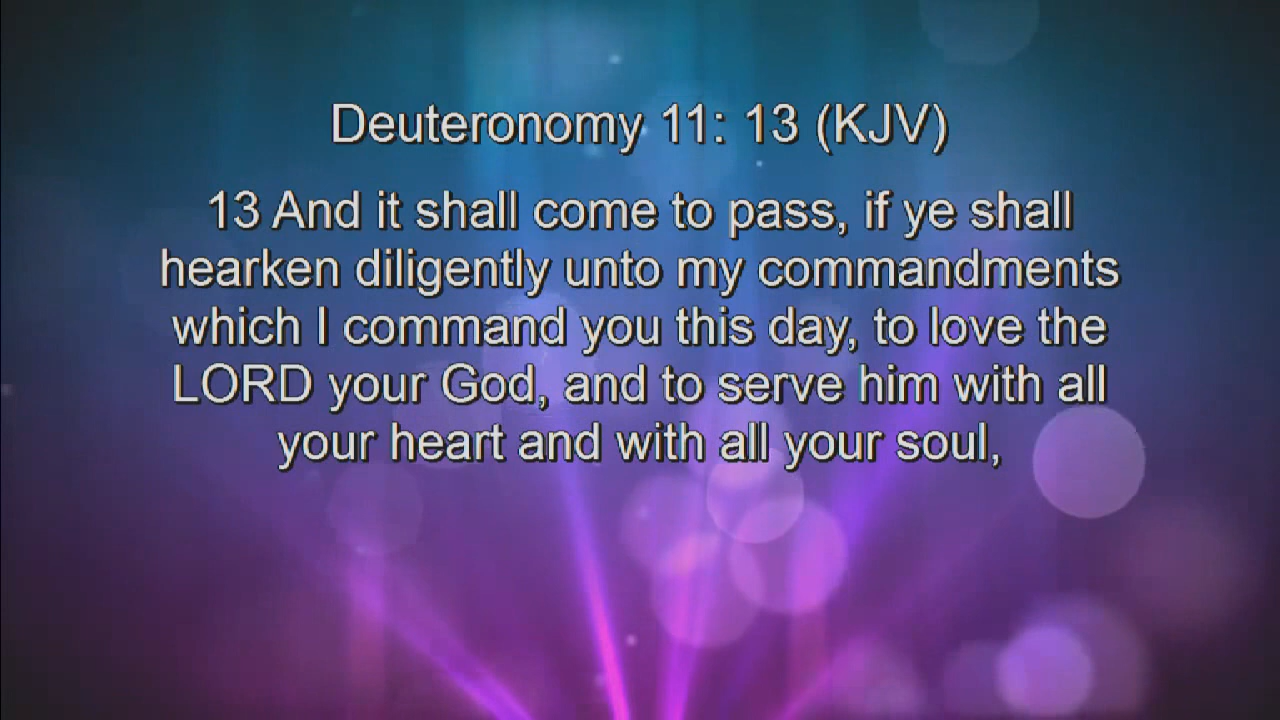 Deuteronomy 11: 13 (KJV)
13 And it shall come to pass, if ye shall
hearken diligently unto my commandments
which I command you this day, to love the
LORD your God, and to serve him with all
your heart and with all your soul,